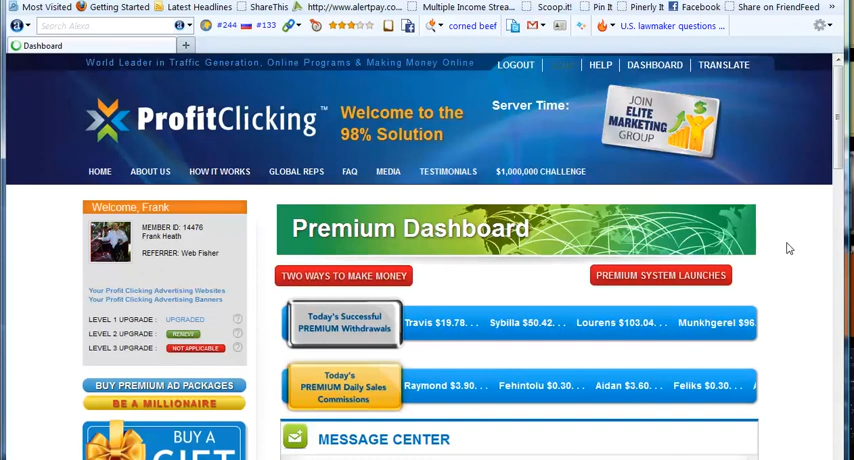 Most Visited Getting Started Latest Headlines ShareThis http://www.alertpay.co... Multiple Income Strea... Scoop.it! Pin It Pinerly It Facebook Share on FriendFeed »
Search Alexa #244 #133 corned beef U.S. lawmaker questions ...
Dashboard
World Leader in Traffic Generation, Online Programs & Making Money Online
LOGOUT HELP DASHBOARD TRANSLATE
ProfitClicking™
Welcome to the
98% Solution
Server Time:
JOIN
ELITE
MARKETING
GROUP
HOME ABOUT US HOW IT WORKS GLOBAL REPS FAQ MEDIA TESTIMONIALS $1,000,000 CHALLENGE
Welcome, Frank
MEMBER ID: 14476
Frank Heath
REFERRER: Web Fisher
Your Profit Clicking Advertising Websites
Your Profit Clicking Advertising Banners
LEVEL 1 UPGRADE : UPGRADED
LEVEL 2 UPGRADE : RENEW
LEVEL 3 UPGRADE : NOT APPLICABLE
BUY PREMIUM AD PACKAGES
BE A MILLIONAIRE
BUY A
GIFT
Premium Dashboard
TWO WAYS TO MAKE MONEY
PREMIUM SYSTEM LAUNCHES
Today's Successful
PREMIUM Withdrawals
Travis $19.78. . . Sybilla $50.42. . . Lourens $103.04. . . Munkhgerel $96.
Today's
PREMIUM Daily Sales
Commissions
Raymond $3.90. . . Fehintolu $0.30. . . Aidan $3.60. . . Feliks $0.30. . .
MESSAGE CENTER